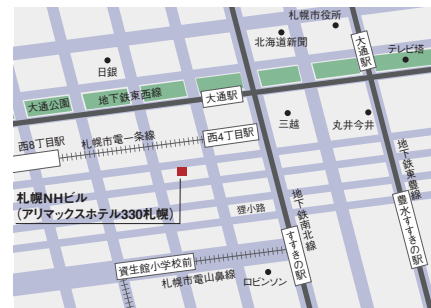 札幌市役所
北海道新聞
大通駅
テレビ塔
日銀
大通公園
地下鉄東西線
大通駅
三越
丸井今井
西8丁目駅
札幌市電一条線
西4丁目駅
札幌NHビル
(アリマックスホテル330札幌)
狸小路
地下鉄南北線
すすきの駅
地下鉄東豊線
豊水すすきの駅
資生館小学校前
札幌市電山鼻線
ロビンソン